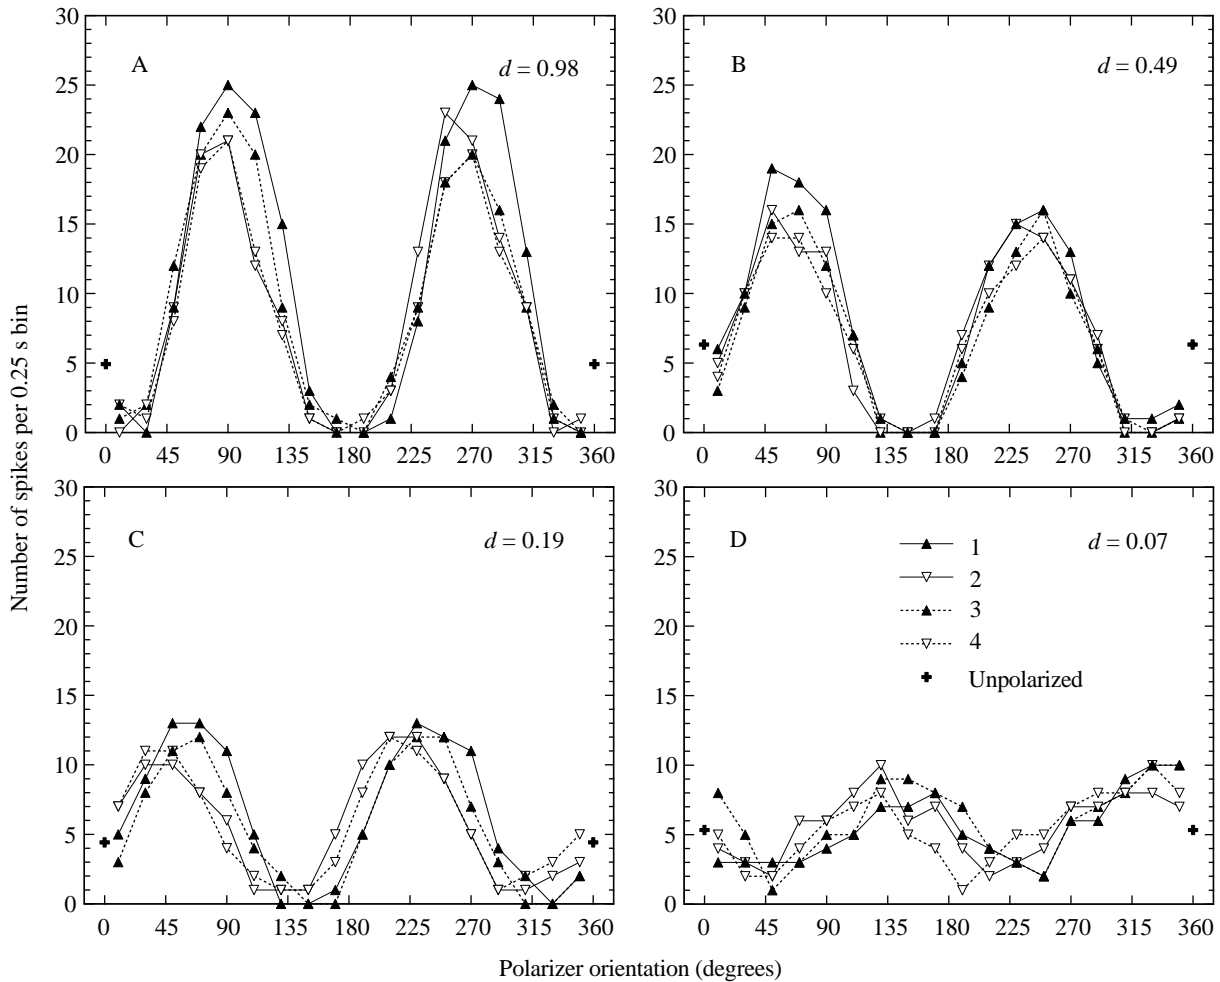 30
25
20
15
10
5
0
A
d = 0.98
0 45 90 135 180 225 270 315 360
30
25
20
15
10
5
0
B
d = 0.49
0 45 90 135 180 225 270 315 360
Number of spikes per 0.25 s bin
30
25
20
15
10
5
0
C
d = 0.19
0 45 90 135 180 225 270 315 360
30
25
20
15
10
5
0
D
d = 0.07
1
2
3
4
Unpolarized
0 45 90 135 180 225 270 315 360
Polarizer orientation (degrees)